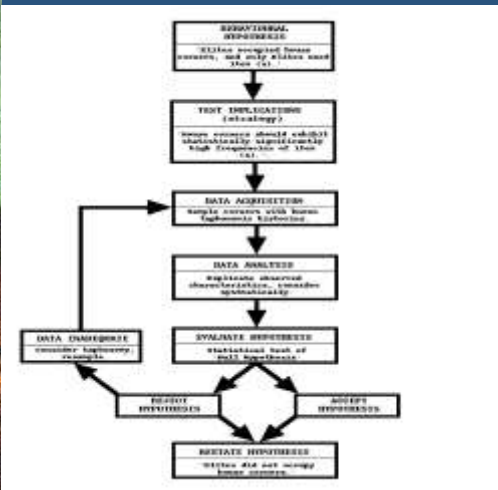 BEHAVIOURAL
HYPOTHESIS
'Elites occupied house
corners, and only Elites used
item (x).'
TEST IMPLICATIONS
(strategy)
'House corners should exhibit
statistically significantly
high frequencies of item
(x).'
DATA ACQUISITION
Sample corners with known
taphonomic histories
DATA ANALYSIS
observed
characteristics, consider
systematically
EVALUATE HYPOTHESIS
Statistical test of
Null Hypothesis
DATA INADEQUATE
consider taphonomy,
resample
REJECT
HYPOTHESIS
ACCEPT
HYPOTHESIS
RESTATE HYPOTHESIS
'Elites did not occupy
house corners.'